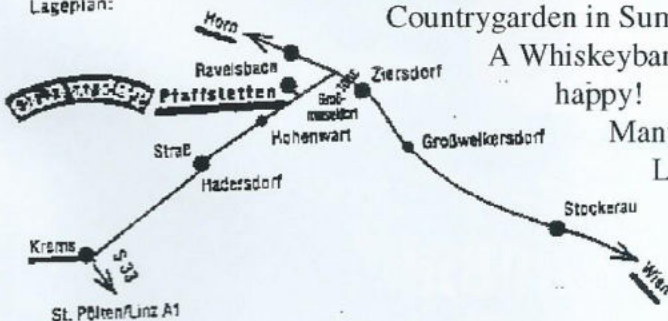 Lageplan:
Countrygarden in Sum
A Whiskeybar
happy!
Man
L
Horn
Ravelsbach
Ziersdorf
Pfaffstetten
Hohenwart
Großweikersdorf
Straß
Hadersdorf
Stockerau
Krems
S 33
Wien
St. Pölten/Linz A1